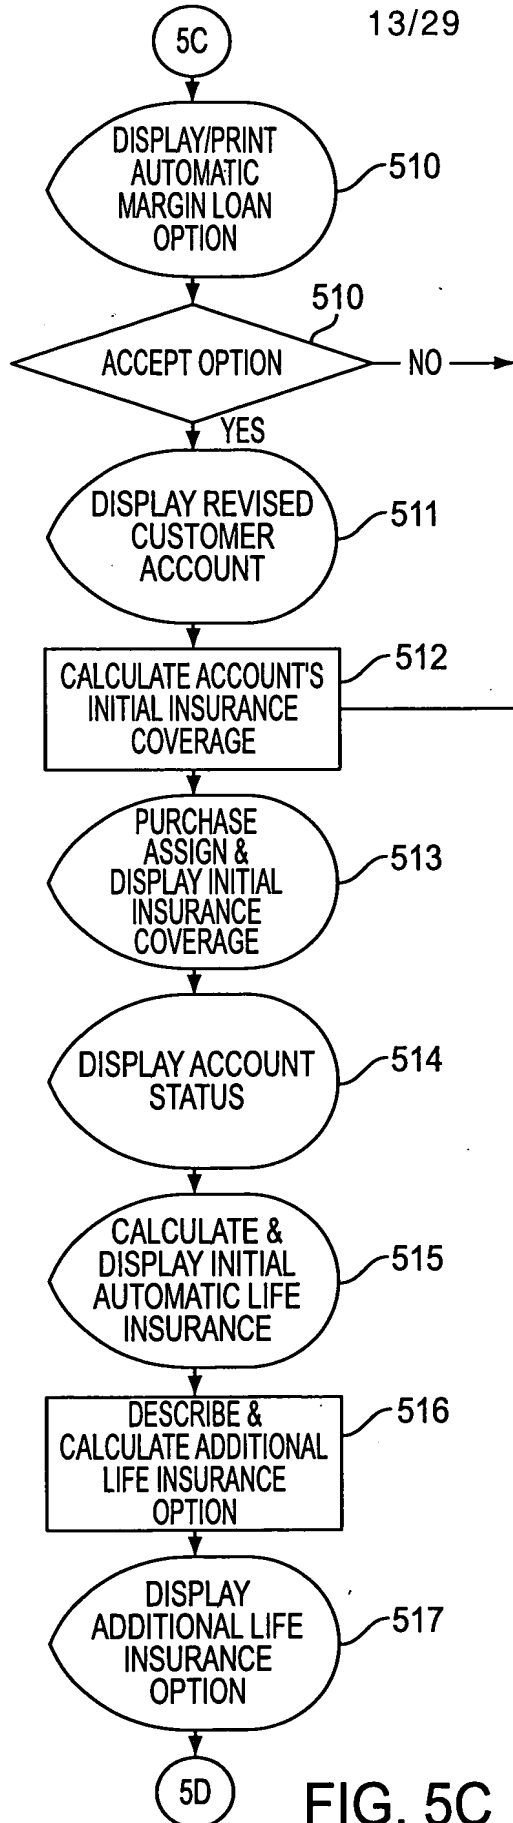 13/29
5C
DISPLAY/PRINT
AUTOMATIC
MARGIN LOAN
OPTION
510
510
ACCEPT OPTION
NO
YES
DISPLAY REVISED
CUSTOMER
ACCOUNT
511
CALCULATE ACCOUNT'S
INITIAL INSURANCE
COVERAGE
512
PURCHASE
ASSIGN &
DISPLAY INITIAL
INSURANCE
COVERAGE
513
DISPLAY ACCOUNT
STATUS
514
CALCULATE &
DISPLAY INITIAL
AUTOMATIC LIFE
INSURANCE
515
DESCRIBE &
CALCULATE ADDITIONAL
LIFE INSURANCE
OPTION
516
DISPLAY
ADDITIONAL LIFE
INSURANCE
OPTION
517
5D
FIG. 5C